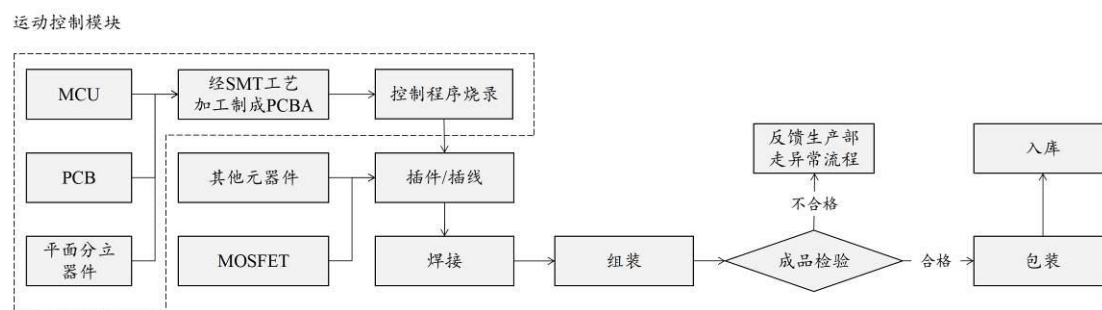 运动控制模块
MCU
经SMT工艺
加工制成PCBA
控制程序烧录
反馈生产部
走异常流程
入库
PCB
其他元器件
插件/插线
不合格
平面分立
器件
MOSFET
焊接
组装
成品检验
合格
包装